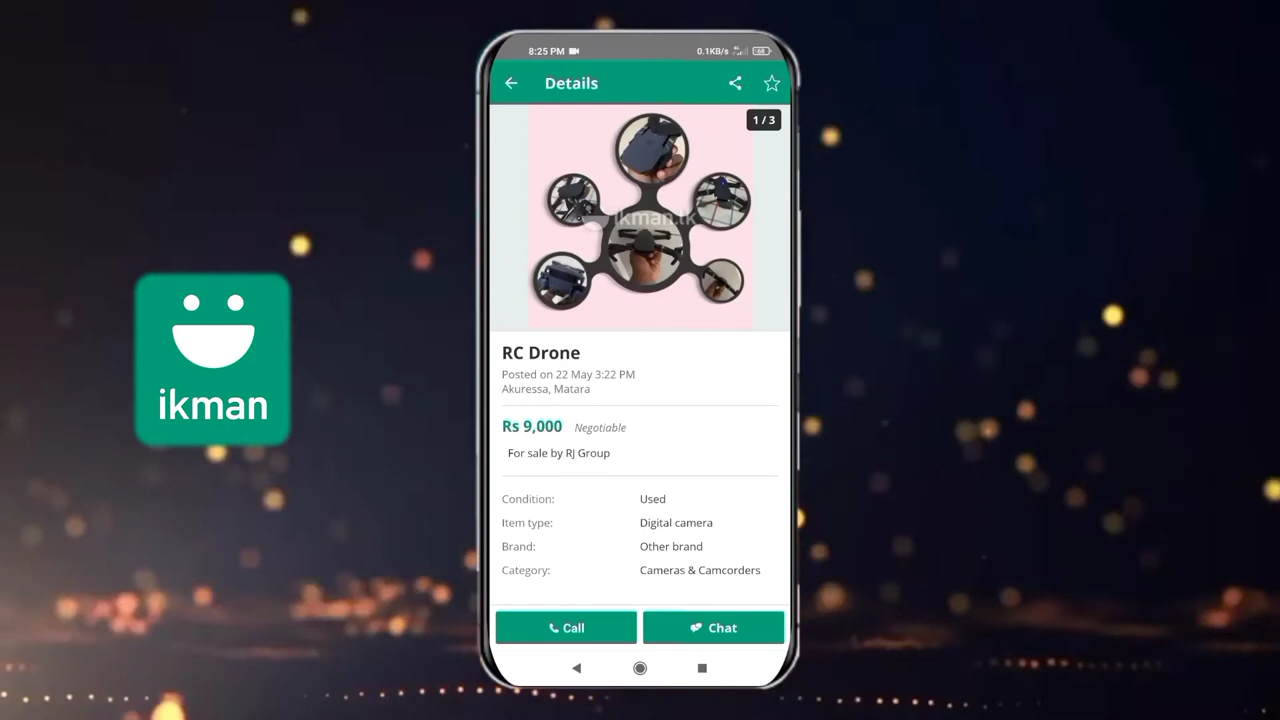 8:25 PM
0.1KB/s 68
Details
1 / 3
ikman.lk
RC Drone
Posted on 22 May 3:22 PM
Akuressa, Matara
Rs 9,000 Negotiable
For sale by RJ Group
Condition: Used
Item type: Digital camera
Brand: Other brand
Category: Cameras & Camcorders
Call
Chat
ikman